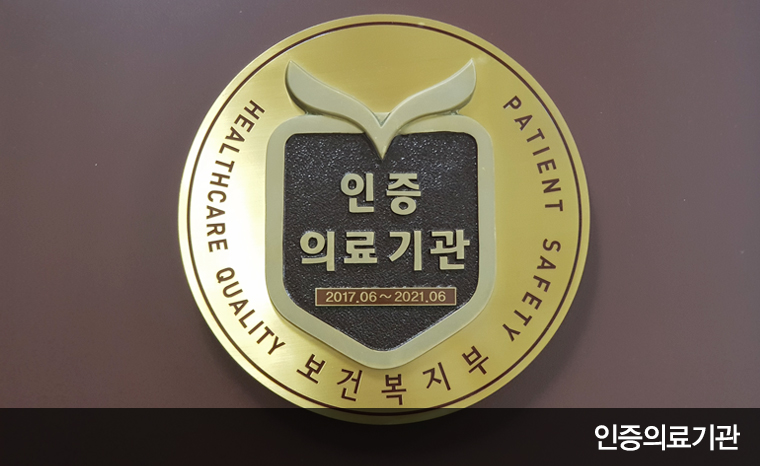 HEALTHCARE QUALITY
PATIENT SAFETY
인증
의료기관
2017.06~2021.06
보건복지부
인증의료기관